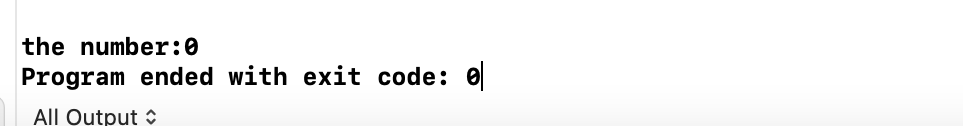 the number:0
Program ended with exit code: 0
All Output